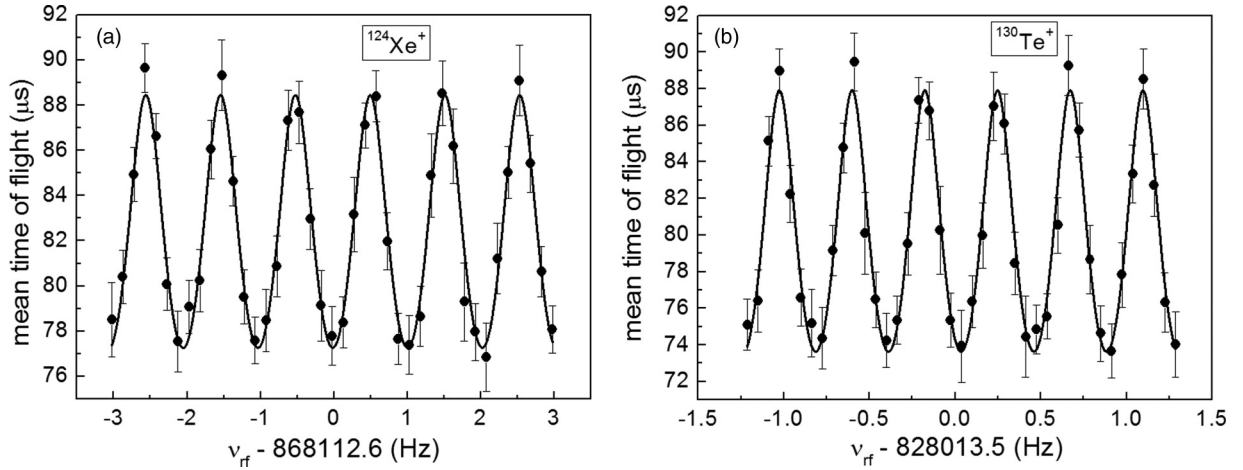 (a)
¹²⁴Xe⁺
mean time of flight (μs)
92
90
88
86
84
82
80
78
76
-3 -2 -1 0 1 2 3
ν_rf - 868112.6 (Hz)
(b)
¹³⁰Te⁺
mean time of flight (μs)
92
90
88
86
84
82
80
78
76
74
72
-1.5 -1.0 -0.5 0.0 0.5 1.0 1.5
ν_rf - 828013.5 (Hz)